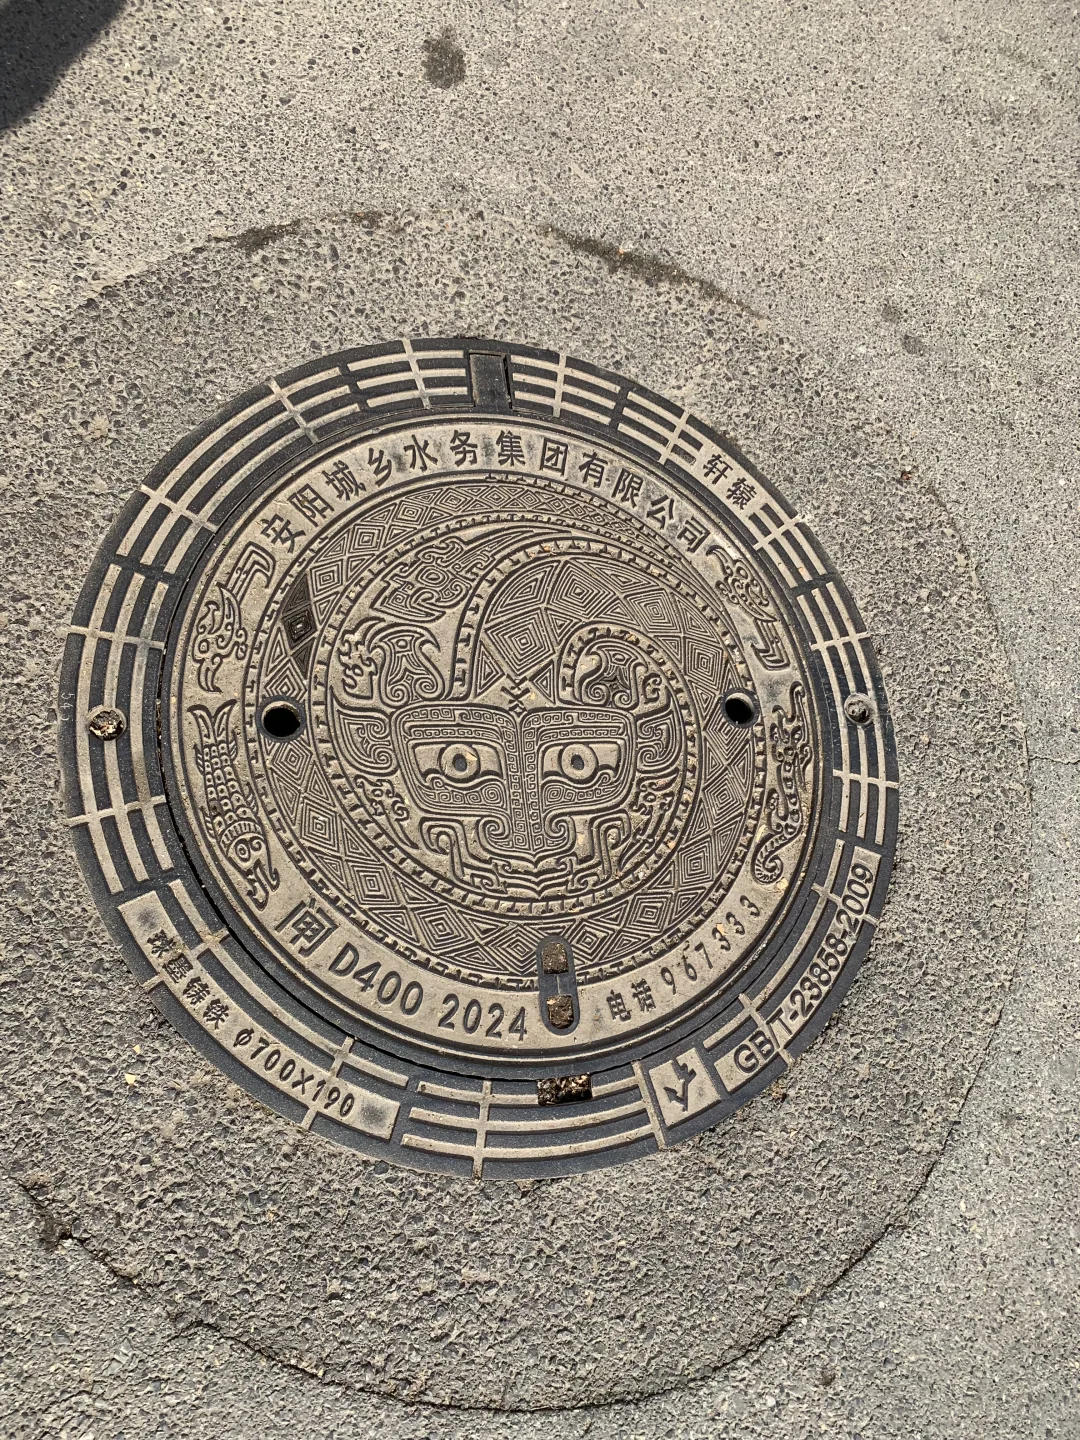 安阳城乡水务集团有限公司
轩辕
闸 D400 2024
电话 967333
球墨铸铁 φ700×190
GB/T-23858-2009